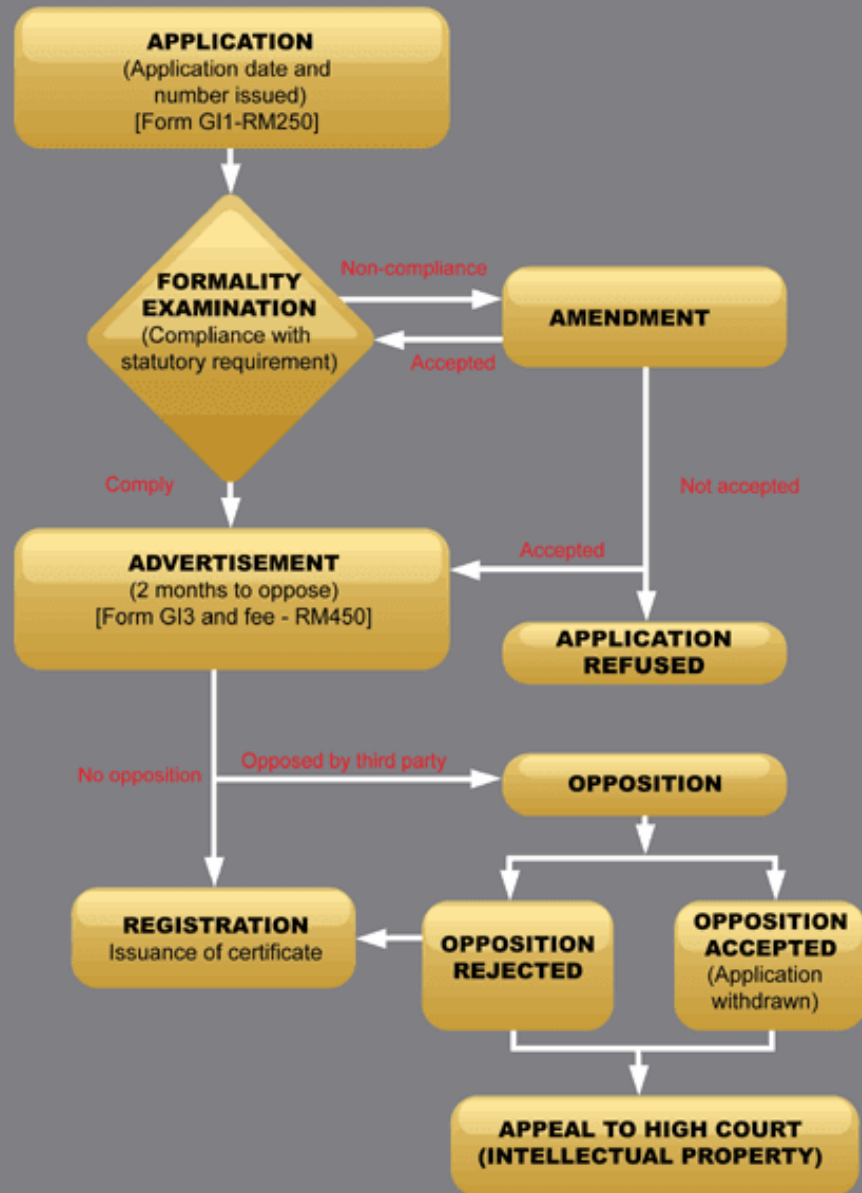 APPLICATION
(Application date and
number issued)
[Form GI1-RM250]
FORMALITY
EXAMINATION
(Compliance with
statutory requirement)
Non-compliance
AMENDMENT
Accepted
Comply
Not accepted
ADVERTISEMENT
(2 months to oppose)
[Form GI3 and fee - RM450]
Accepted
APPLICATION
REFUSED
No opposition
Opposed by third party
OPPOSITION
REGISTRATION
Issuance of certificate
OPPOSITION
REJECTED
OPPOSITION
ACCEPTED
(Application
withdrawn)
APPEAL TO HIGH COURT
(INTELLECTUAL PROPERTY)